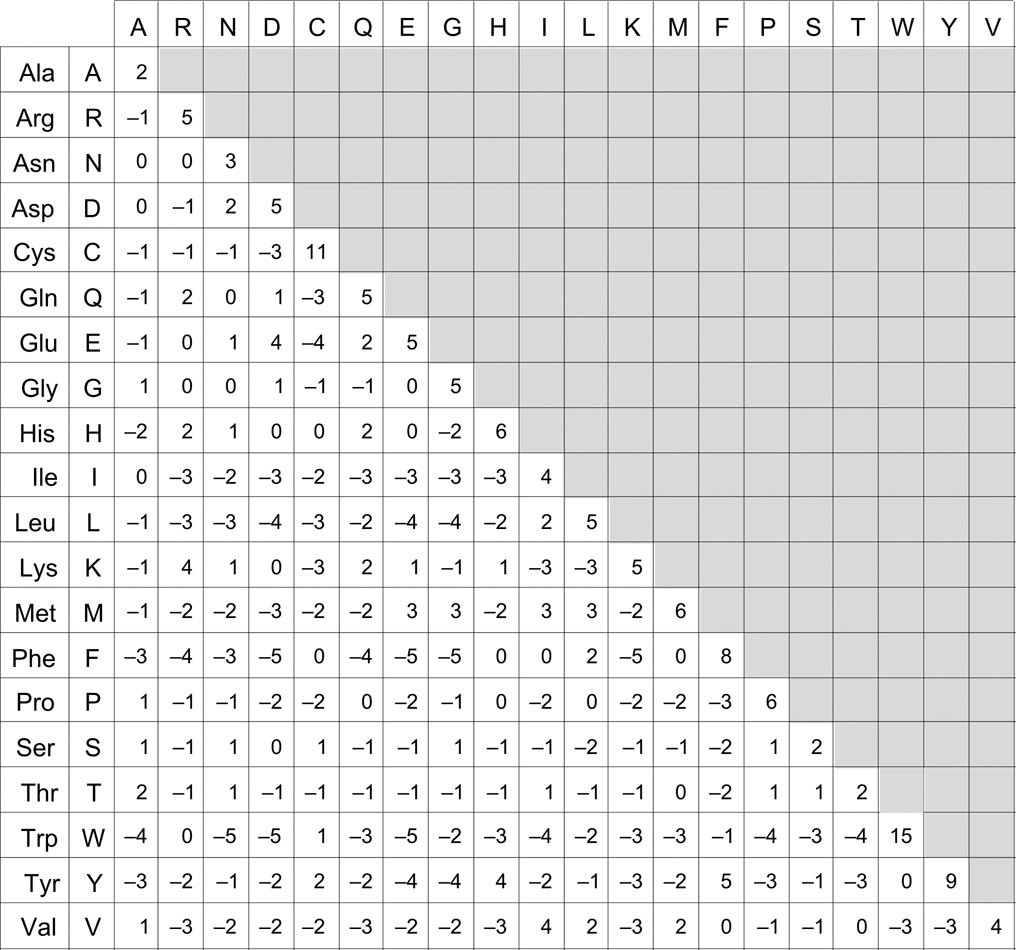 A R N D C Q E G H I L K M F P S T W Y V
Ala A 2
Arg R –1 5
Asn N 0 0 3
Asp D 0 –1 2 5
Cys C –1 –1 –1 –3 11
Gln Q –1 2 0 1 –3 5
Glu E –1 0 1 4 –4 2 5
Gly G 1 0 0 1 –1 –1 0 5
His H –2 2 1 0 0 2 0 –2 6
Ile I 0 –3 –2 –3 –2 –3 –3 –3 –3 4
Leu L –1 –3 –3 –4 –3 –2 –4 –4 –2 2 5
Lys K –1 4 1 0 –3 2 1 –1 1 –3 –3 5
Met M –1 –2 –2 –3 –2 –2 3 3 –2 3 3 –2 6
Phe F –3 –4 –3 –5 0 –4 –5 –5 0 0 2 –5 0 8
Pro P 1 –1 –1 –2 –2 0 –2 –1 0 –2 0 –2 –2 –3 6
Ser S 1 –1 1 0 1 –1 –1 1 –1 –1 –2 –1 –1 –2 1 2
Thr T 2 –1 1 –1 –1 –1 –1 –1 –1 1 –1 –1 0 –2 1 1 2
Trp W –4 0 –5 –5 1 –3 –5 –2 –3 –4 –2 –3 –3 –1 –4 –3 –4 15
Tyr Y –3 –2 –1 –2 2 –2 –4 –4 4 –2 –1 –3 –2 5 –3 –1 –3 0 9
Val V 1 –3 –2 –2 –2 –3 –2 –2 –3 4 2 –3 2 0 –1 –1 0 –3 –3 4